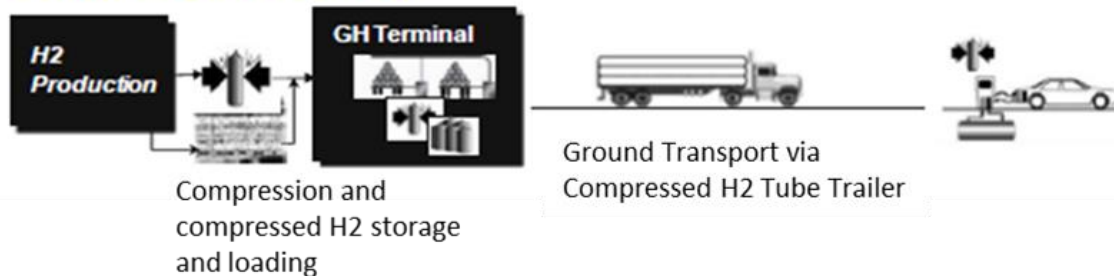 H2
Production
GH Terminal
Compression and
compressed H2 storage
and loading
Ground Transport via
Compressed H2 Tube Trailer